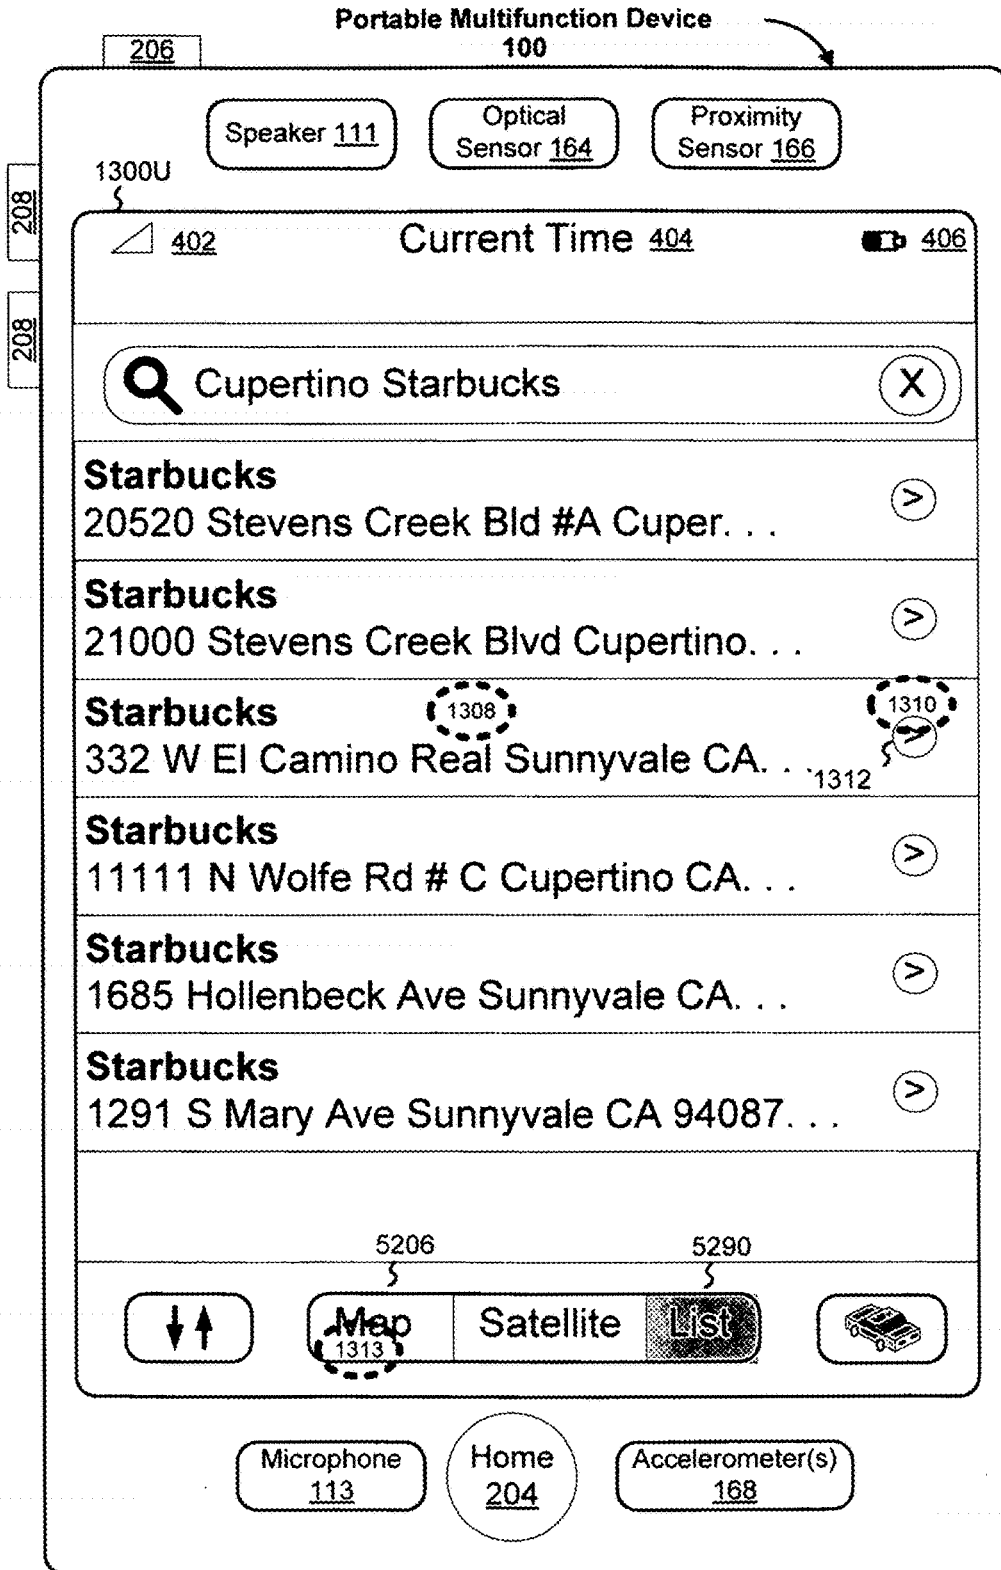 Portable Multifunction Device
100
206
Speaker 111
Optical
Sensor 164
Proximity
Sensor 166
1300U
208
208
402
Current Time 404
406
Cupertino Starbucks
X
Starbucks
20520 Stevens Creek Bld #A Cuper. . .
>
Starbucks
21000 Stevens Creek Blvd Cupertino. . .
>
Starbucks
1308
1310
332 W El Camino Real Sunnyvale CA. . .
>
1312
Starbucks
11111 N Wolfe Rd # C Cupertino CA. . .
>
Starbucks
1685 Hollenbeck Ave Sunnyvale CA. . .
>
Starbucks
1291 S Mary Ave Sunnyvale CA 94087. . .
>
5206
5290
Map
Satellite
List
1313
Microphone
113
Home
204
Accelerometer(s)
168